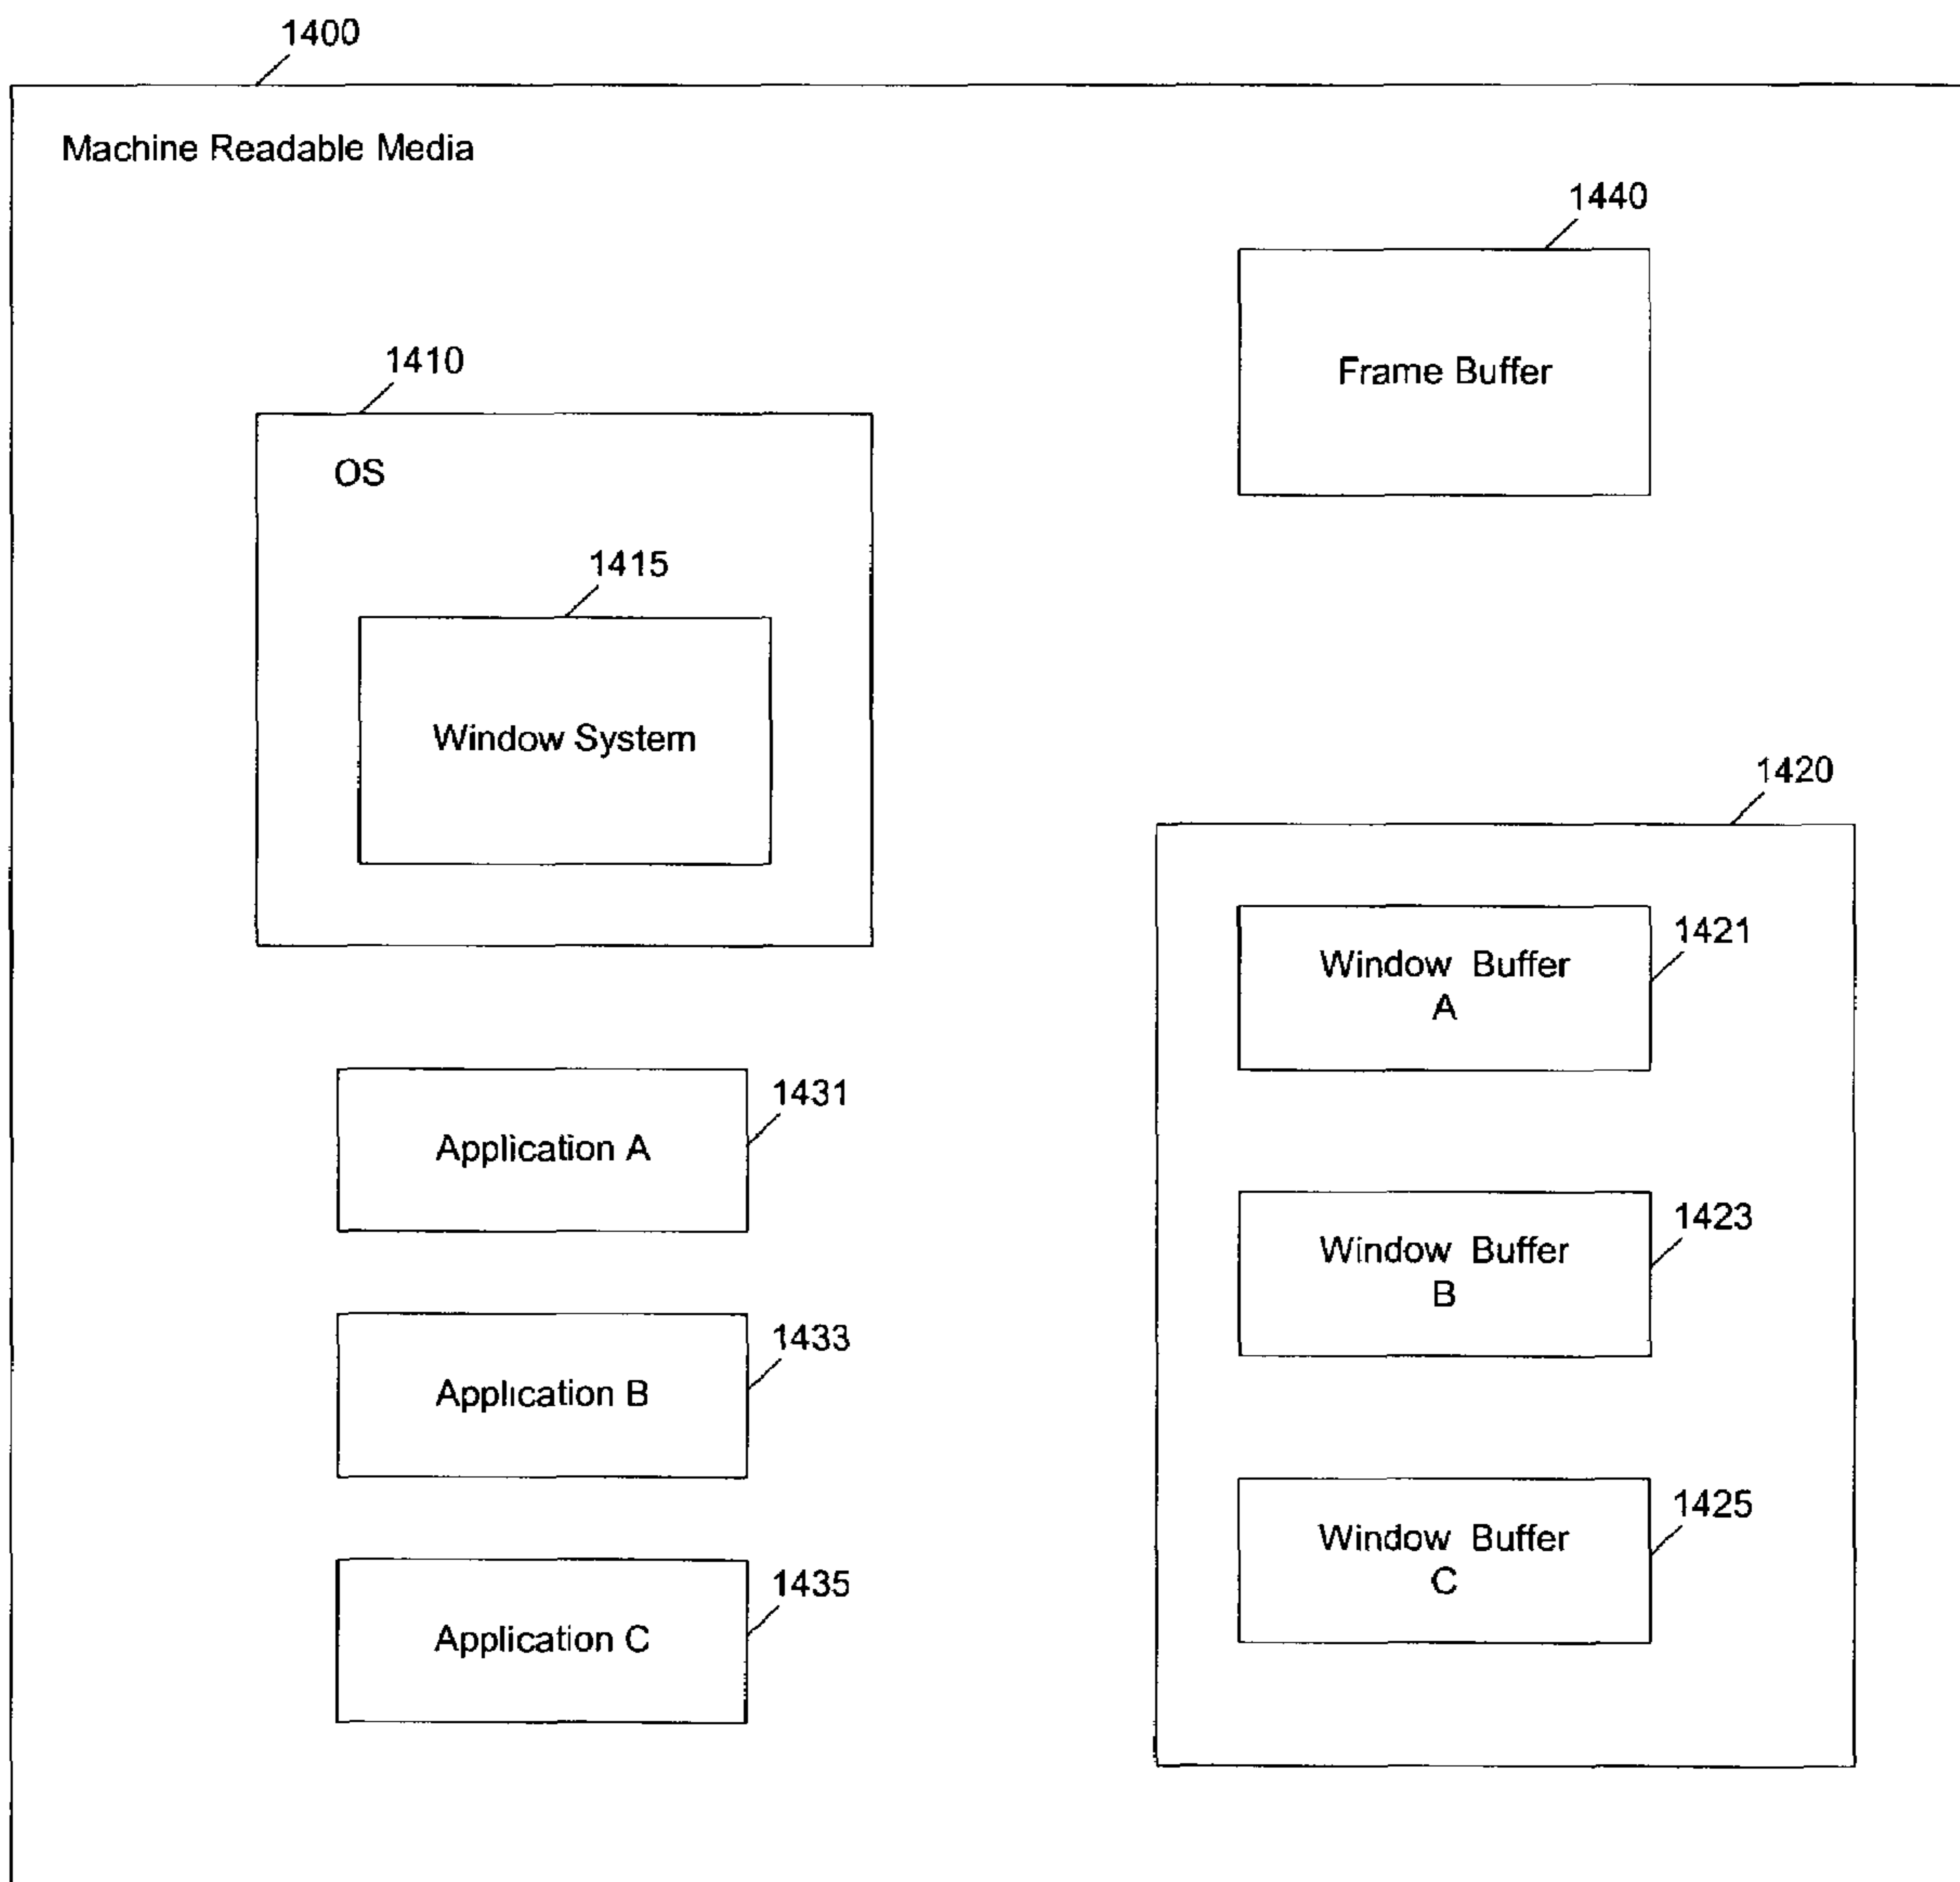 1400
Machine Readable Media
1440
Frame Buffer
1410
OS
1415
Window System
1420
Window Buffer
A
1421
Window Buffer
B
1423
Window Buffer
C
1425
Application A
1431
Application B
1433
Application C
1435